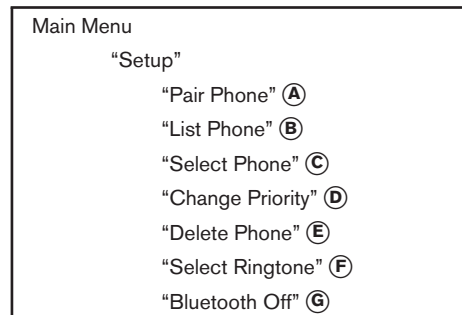 Main Menu
“Setup”
“Pair Phone” Ⓐ
“List Phone” Ⓑ
“Select Phone” Ⓒ
“Change Priority” Ⓓ
“Delete Phone” Ⓔ
“Select Ringtone” Ⓕ
“Bluetooth Off” Ⓖ